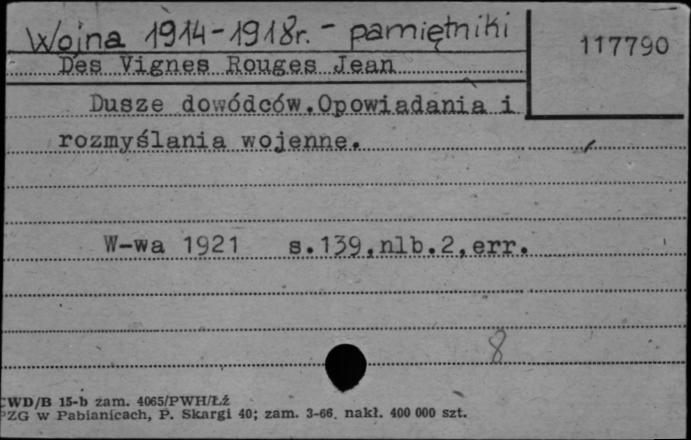 Wojna 1914-1918r. - pamiętniki
117790
Des Vignes Rouges Jean
Dusze dowódców.Opowiadania i
rozmyślania wojenne.
W-wa 1921 s.139,nlb.2,err.
8
CWD/B 15-b zam. 4065/PWH/Łź
PZG w Pabianicach, P. Skargi 40; zam. 3-66. nakł. 400 000 szt.